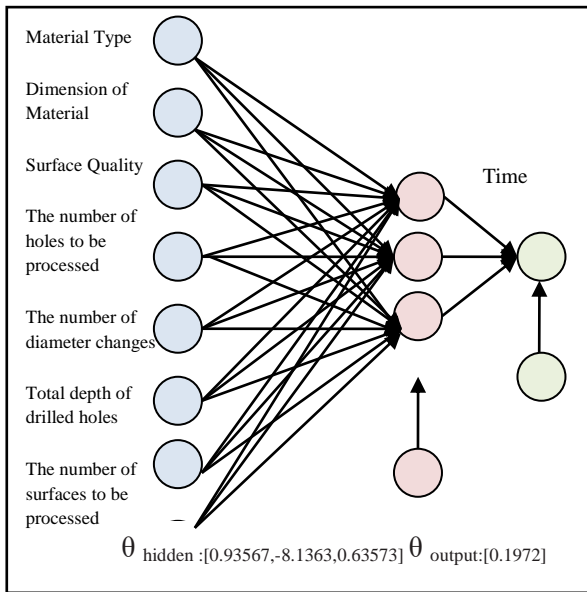 Material Type
Dimension of
Material
Surface Quality
Time
The number of
holes to be
processed
The number of
diameter changes
Total depth of
drilled holes
The number of
surfaces to be
processed
θ hidden :[0.93567,-8.1363,0.63573] θ output:[0.1972]